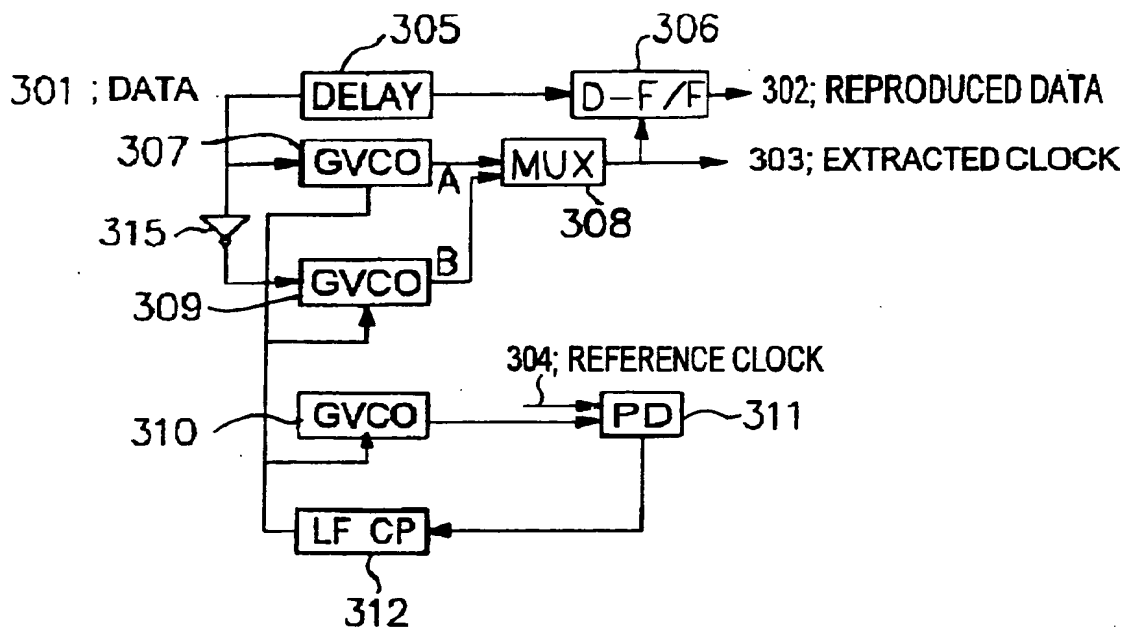 305
306
301 ; DATA
DELAY
D-F/F
302; REPRODUCED DATA
307
GVCO
A
MUX
303; EXTRACTED CLOCK
308
315
B
GVCO
309
304; REFERENCE CLOCK
GVCO
PD
311
310
LF CP
312